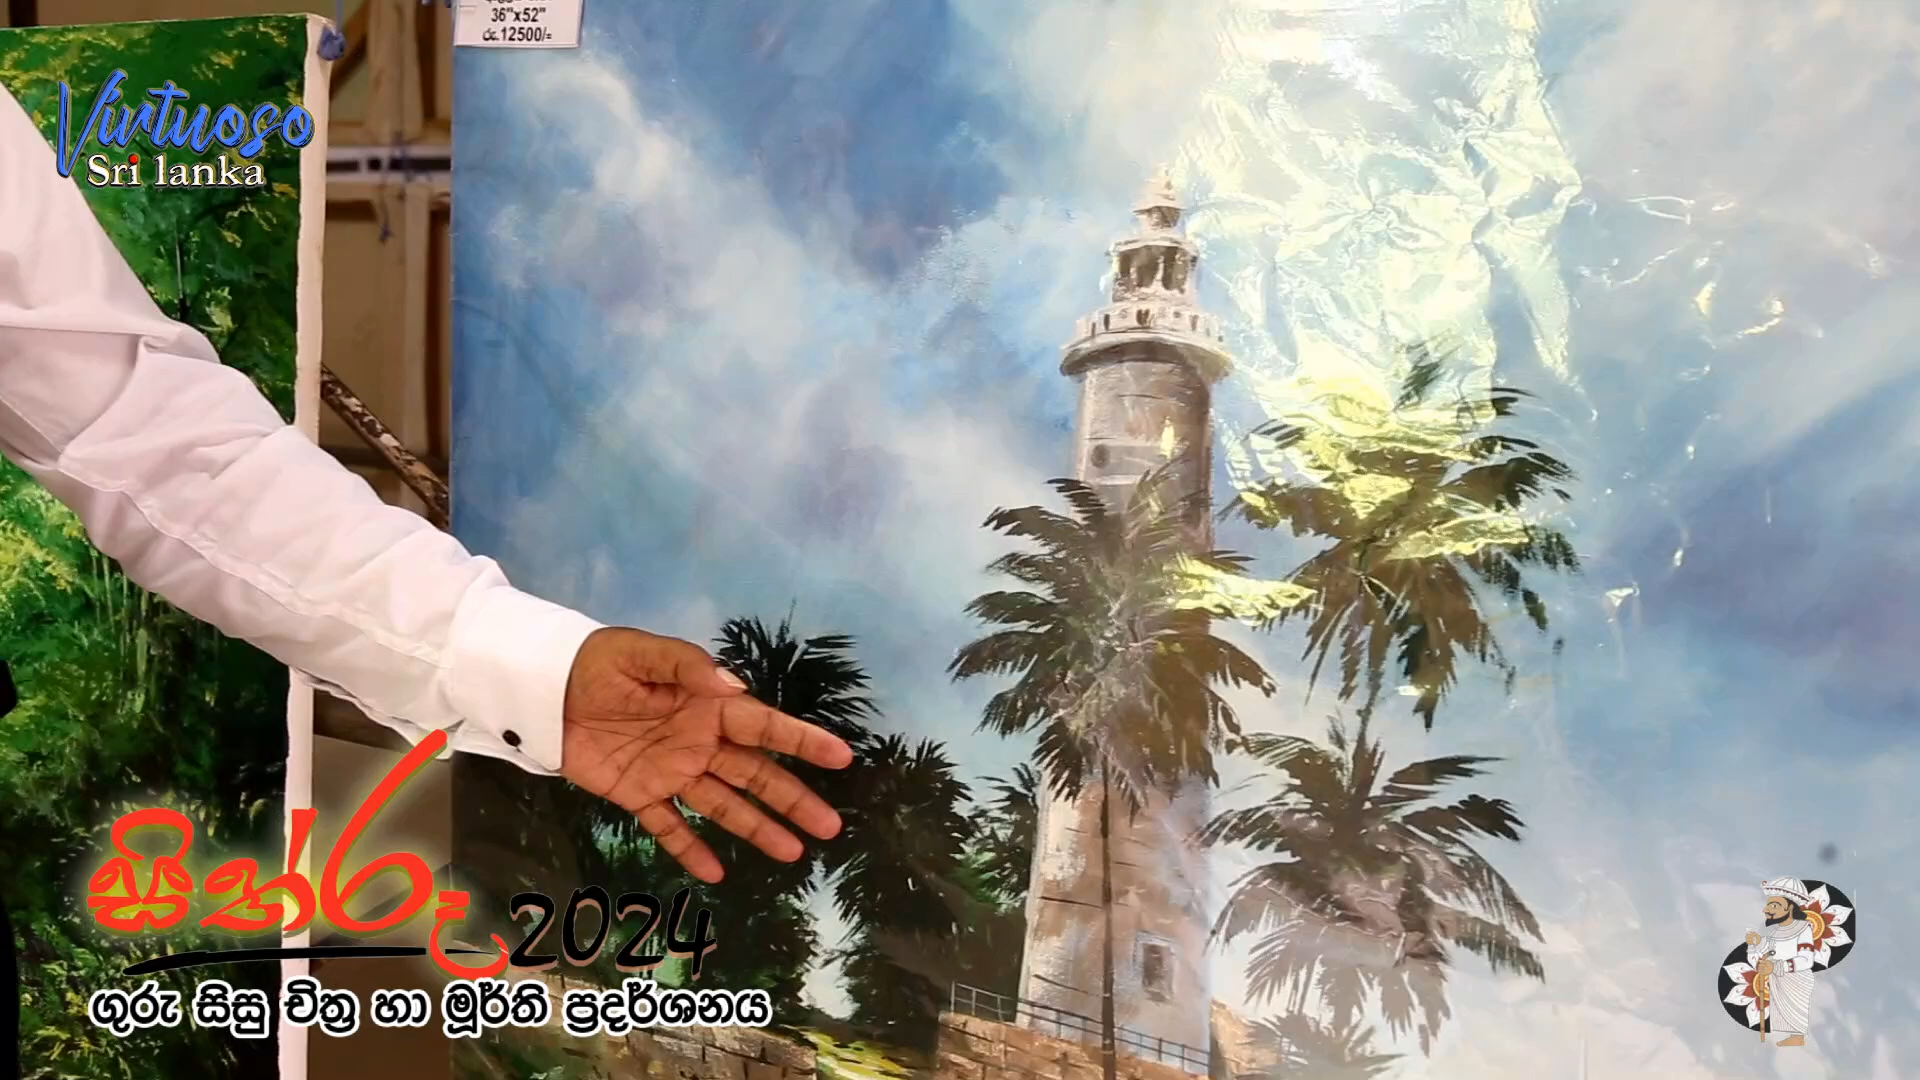 36"x52"
රු.12500/=
Virtuoso
Sri lanka
සිත්රූ 2024
ගුරු සිසු චිත්‍ර හා මූර්ති ප්‍රදර්ශනය